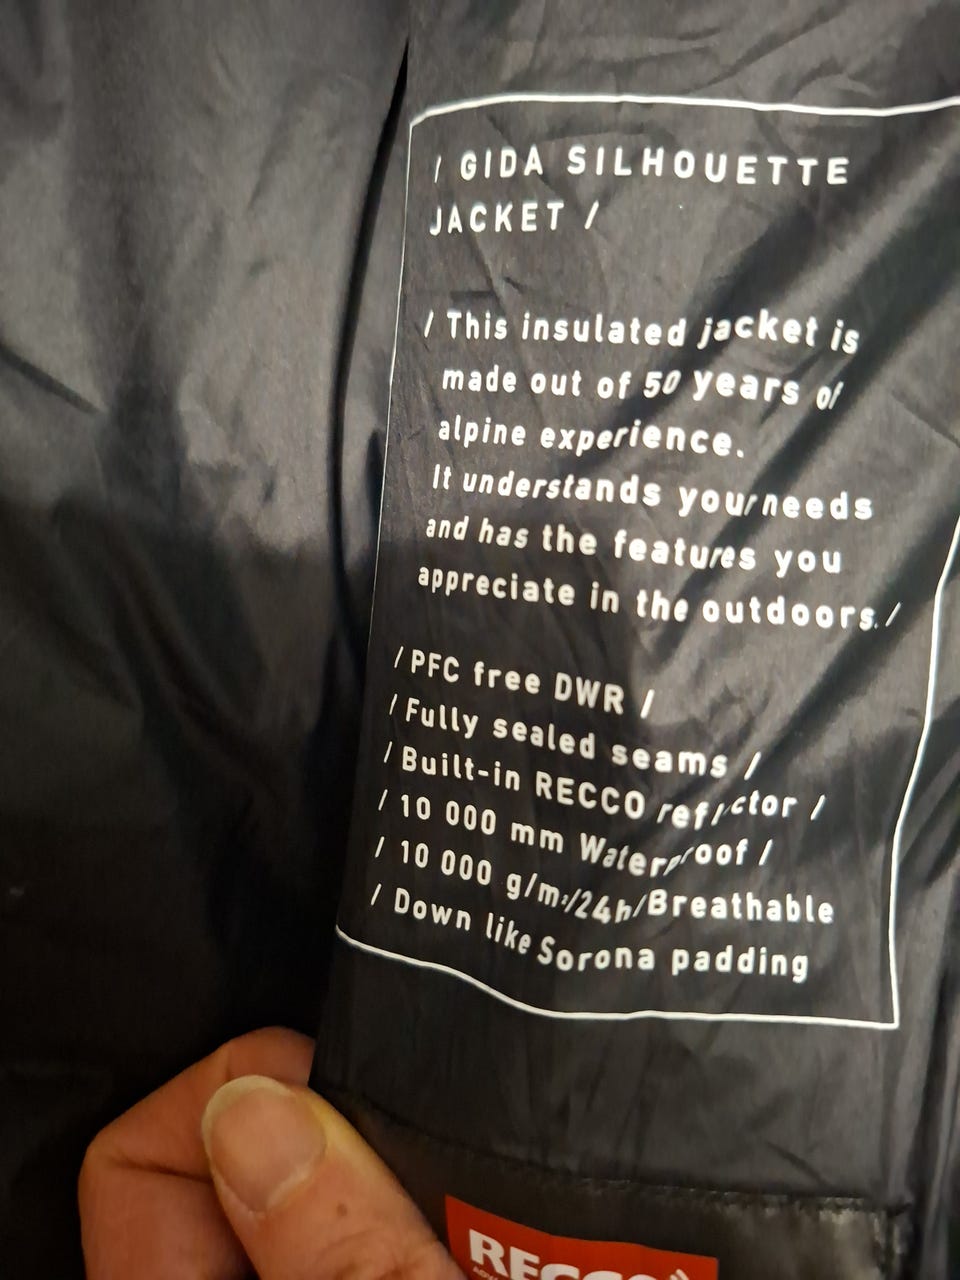 / GIDA SILHOUETTE
JACKET /
/ This insulated jacket is
made out of 50 years of
alpine experience.
It understands your needs
and has the features you
appreciate in the outdoors. /
/ PFC free DWR /
/ Fully sealed seams /
/ Built-in RECCO reflector /
/ 10 000 mm Waterproof /
/ 10 000 g/m²/24h/Breathable
/ Down like Sorona padding
RECCO